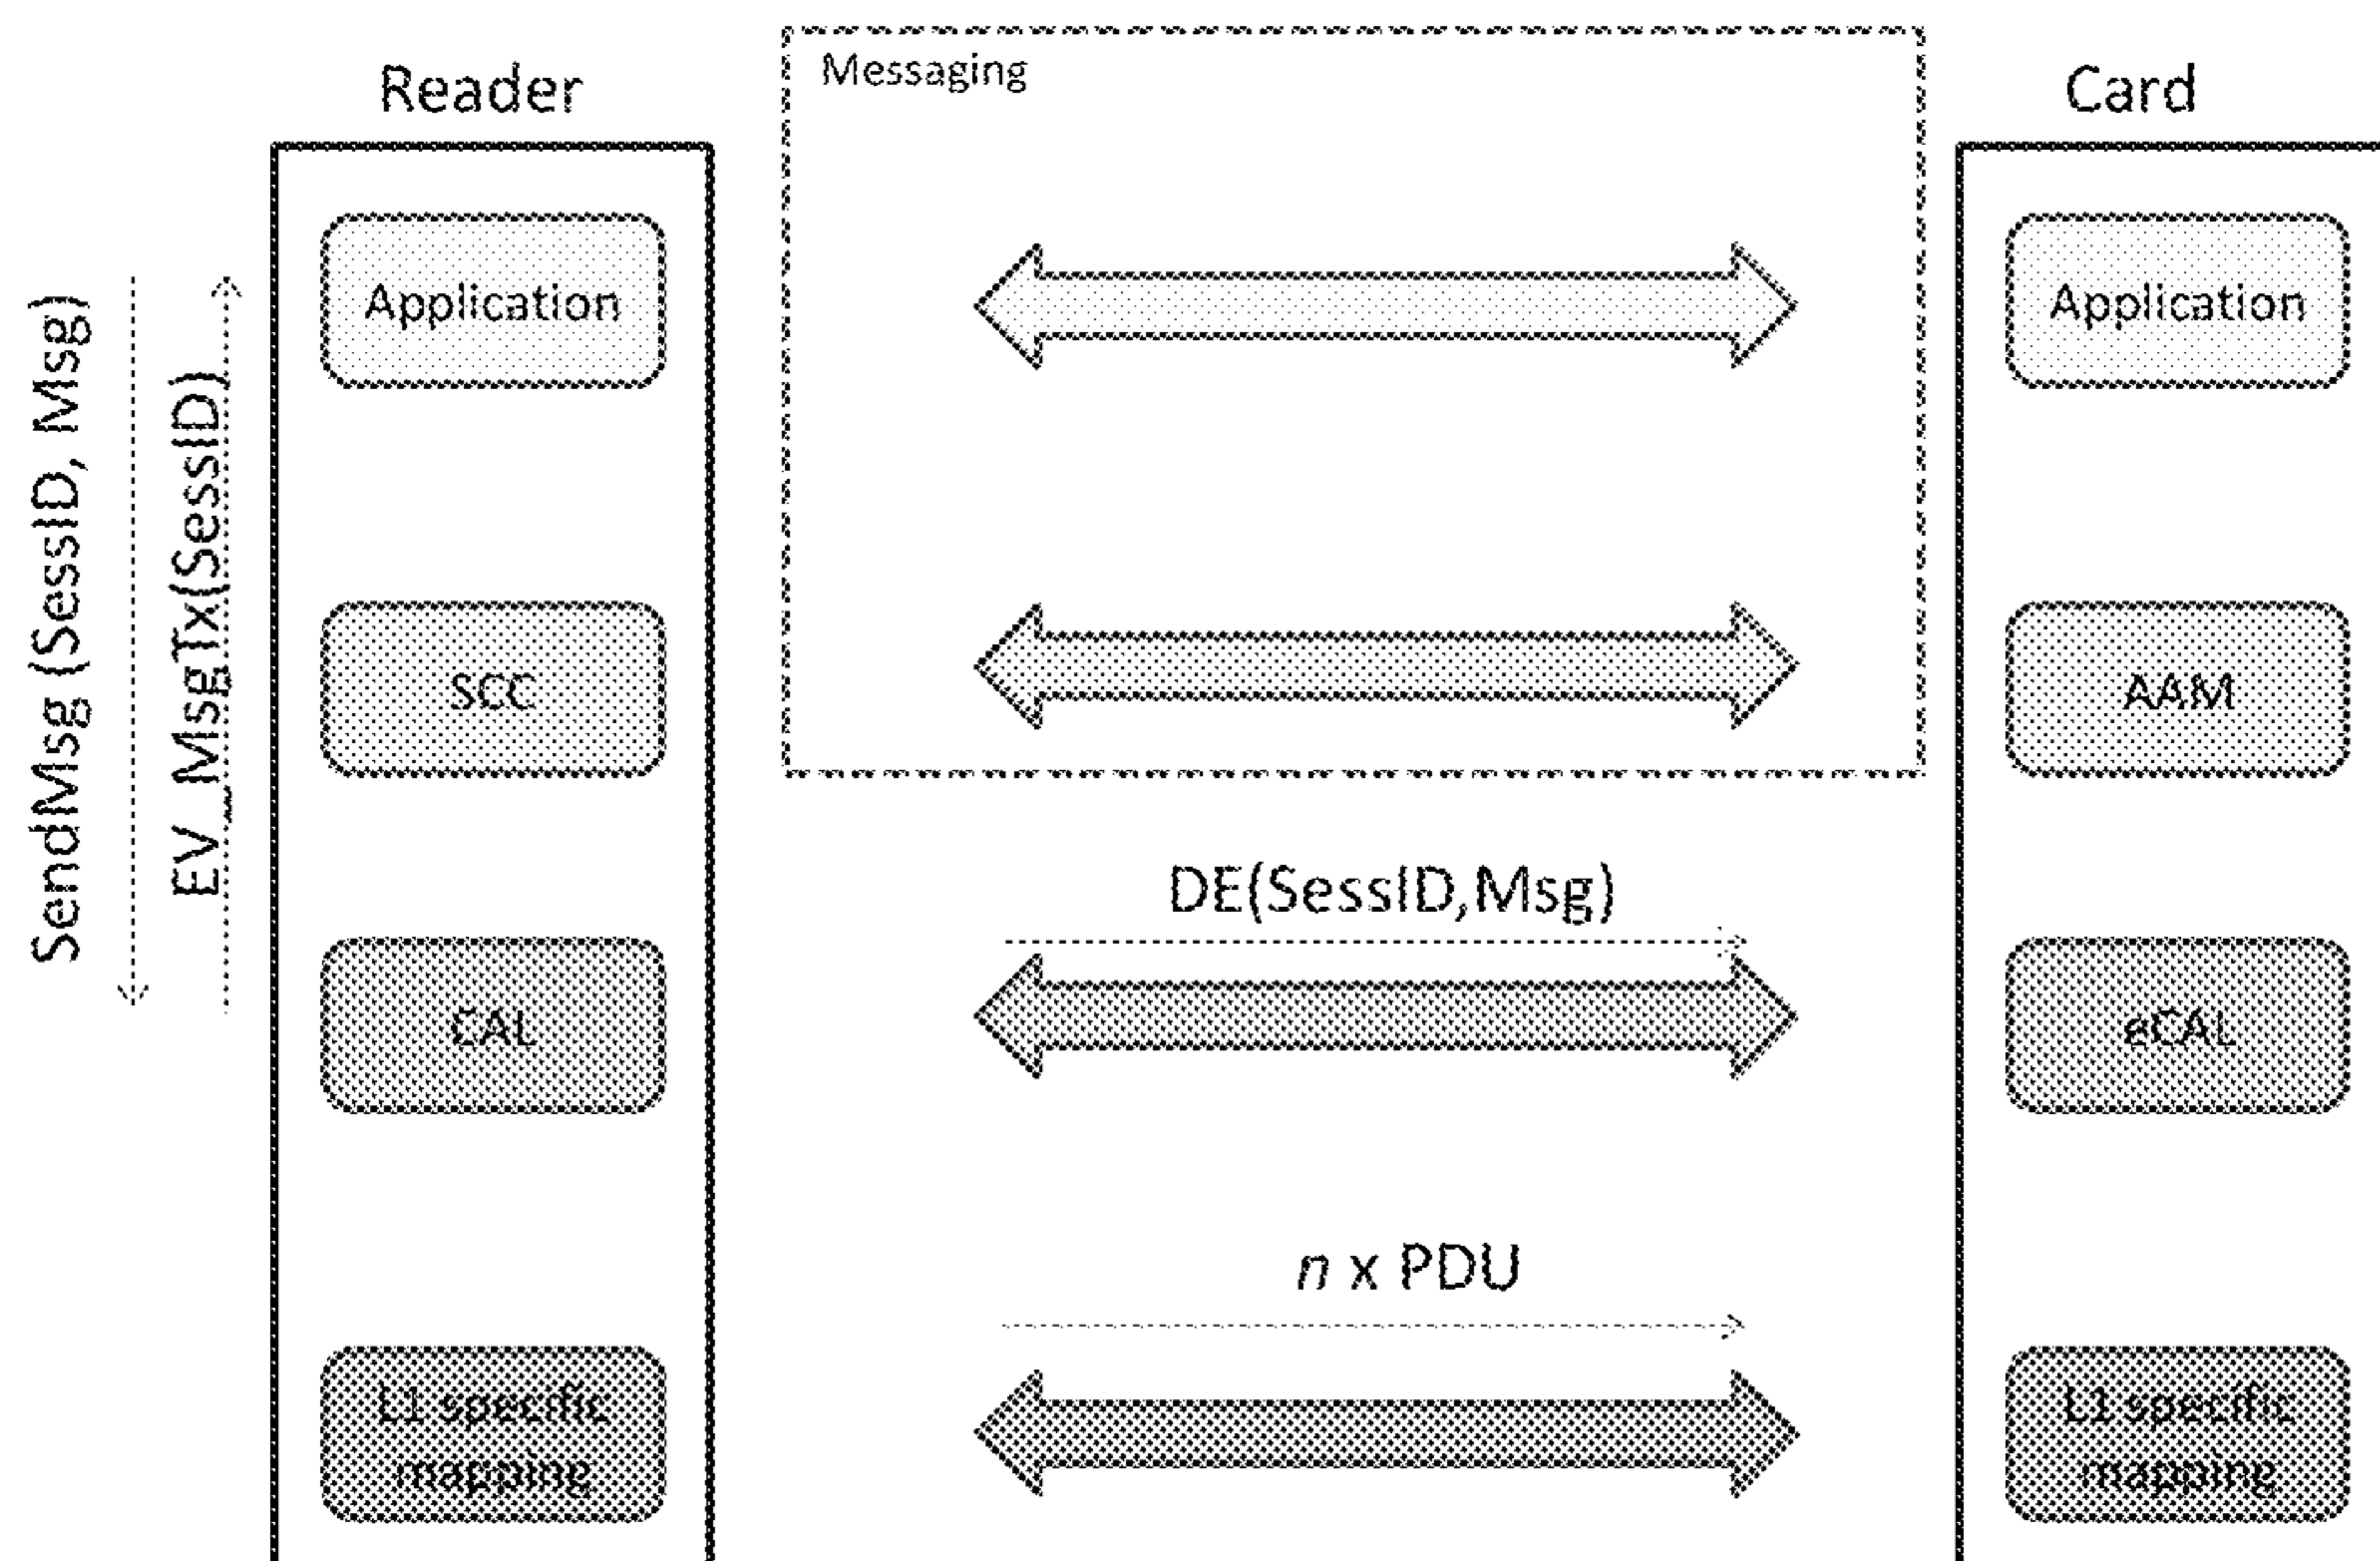 Messaging
Reader
Card
SendMsg (SessID, Msg)
EV_MsgTx(SessID)
Application
Application
SCC
AAM
DE(SessID,Msg)
CAL
eCAL
n x PDU
L1 specific
mapping
L1 specific
mapping